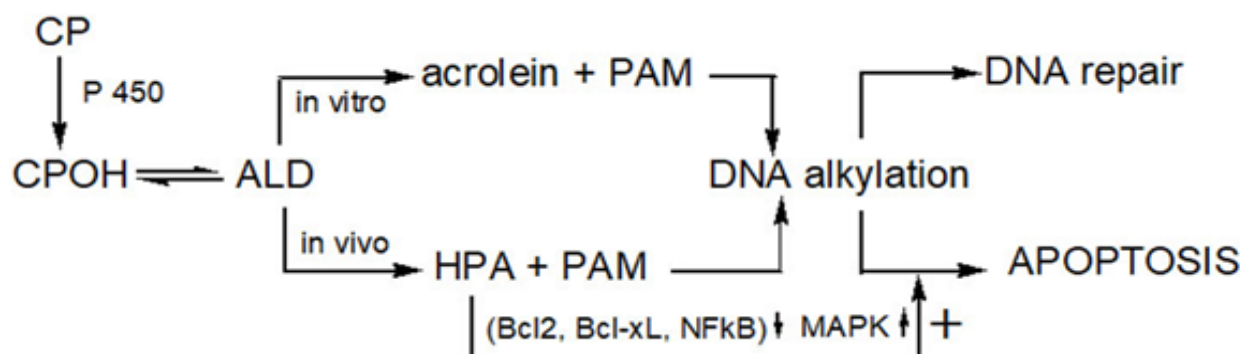 CP
P 450
acrolein + PAM
DNA repair
in vitro
CPOH
ALD
DNA alkylation
in vivo
HPA + PAM
APOPTOSIS
(Bcl2, Bcl-xL, NFkB) MAPK +